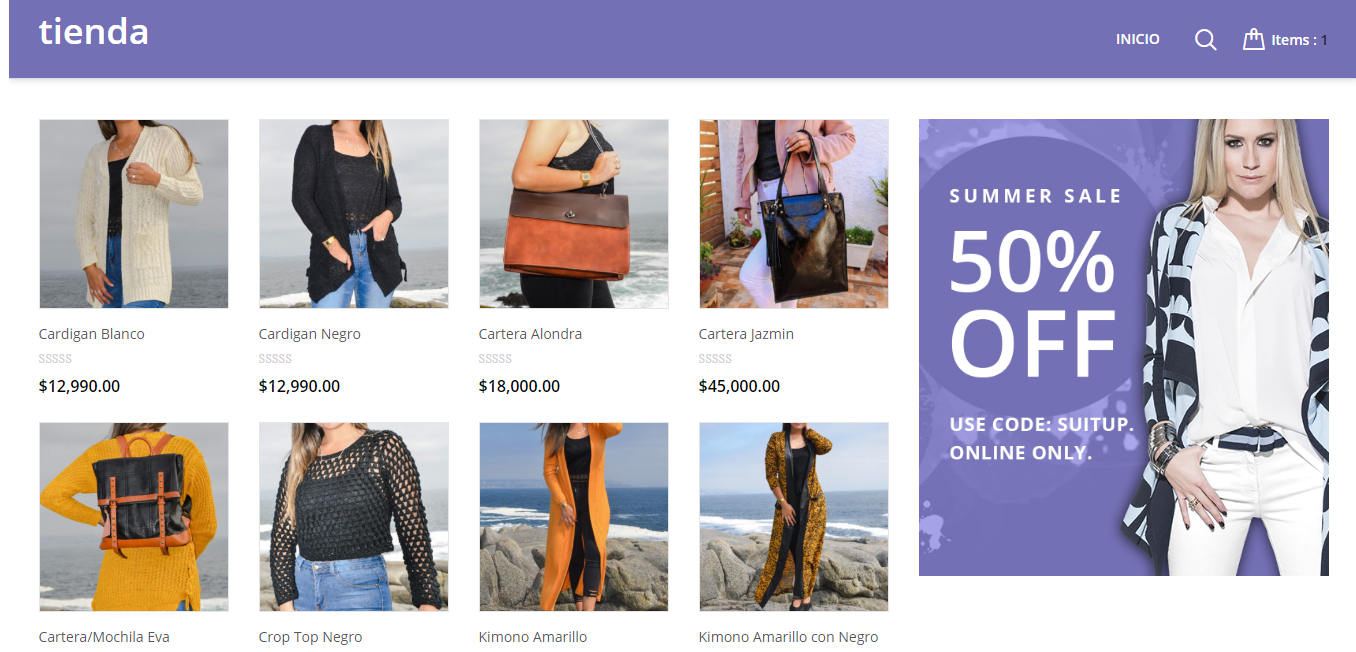 tienda
INICIO
Items : 1
Cardigan Blanco
SSSSS
$12,990.00
Cardigan Negro
SSSSS
$12,990.00
Cartera Alondra
SSSSS
$18,000.00
Cartera Jazmin
SSSSS
$45,000.00
SUMMER SALE
50%
OFF
USE CODE: SUITUP.
ONLINE ONLY.
Cartera/Mochila Eva
Crop Top Negro
Kimono Amarillo
Kimono Amarillo con Negro